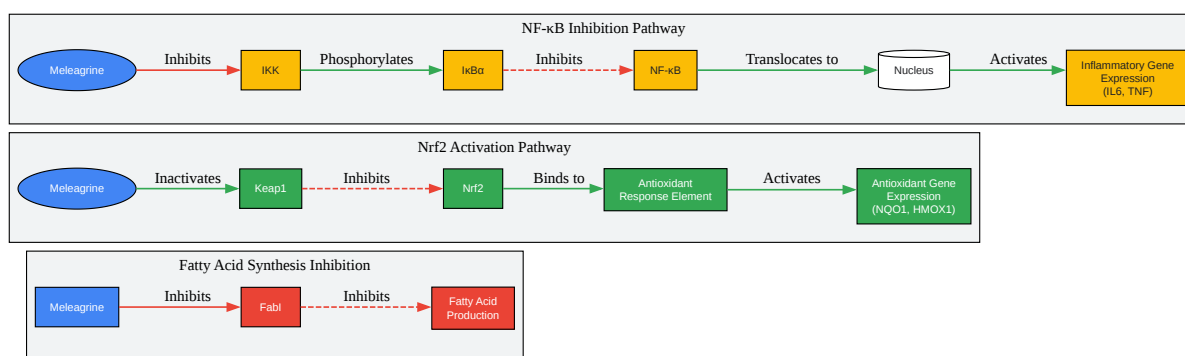 NF-κB Inhibition Pathway
Meleagrine
Inhibits
IKK
Phosphorylates
IκBα
Inhibits
NF-κB
Translocates to
Nucleus
Activates
Inflammatory Gene
Expression
(IL6, TNF)
Nrf2 Activation Pathway
Meleagrine
Inactivates
Keap1
Inhibits
Nrf2
Binds to
Antioxidant
Response Element
Activates
Antioxidant Gene
Expression
(NQO1, HMOX1)
Fatty Acid Synthesis Inhibition
Meleagrine
Inhibits
FabI
Inhibits
Fatty Acid
Production